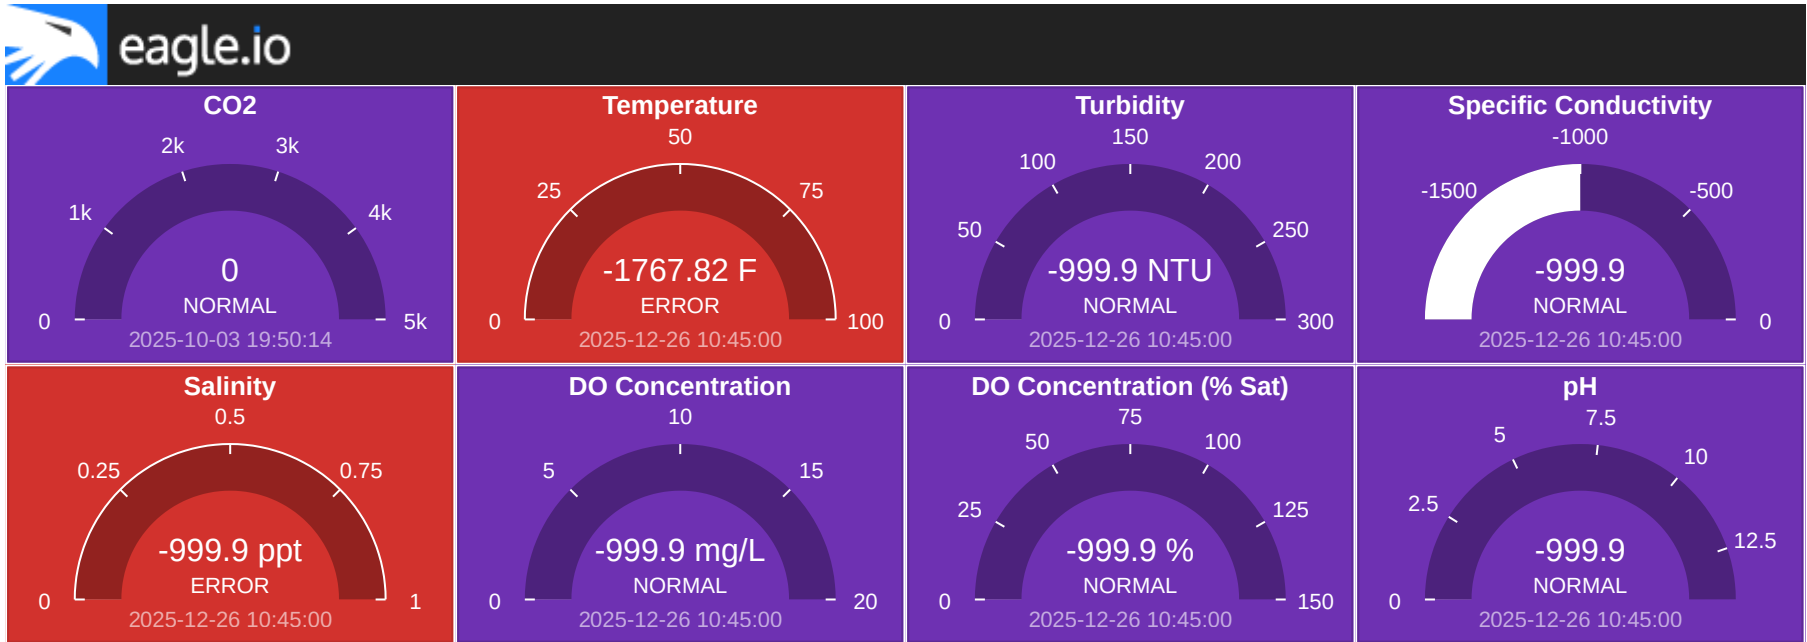 eagle.io
CO2
2k
3k
1k
4k
0
NORMAL
0
5k
2025-10-03 19:50:14
Temperature
50
25
75
-1767.82 F
ERROR
0
100
2025-12-26 10:45:00
Turbidity
150
100
200
50
250
-999.9 NTU
NORMAL
0
300
2025-12-26 10:45:00
Specific Conductivity
-1000
-1500
-500
-999.9
NORMAL
0
2025-12-26 10:45:00
Salinity
0.5
0.25
0.75
-999.9 ppt
ERROR
0
1
2025-12-26 10:45:00
DO Concentration
10
5
15
-999.9 mg/L
NORMAL
0
20
2025-12-26 10:45:00
DO Concentration (% Sat)
75
50
100
25
125
-999.9 %
NORMAL
0
150
2025-12-26 10:45:00
pH
7.5
5
10
2.5
12.5
-999.9
NORMAL
0
2025-12-26 10:45:00